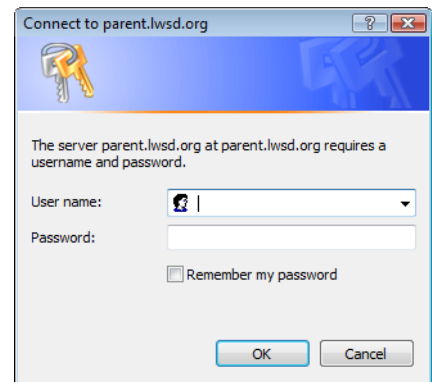 Connect to parent.lwsd.org
The server parent.lwsd.org at parent.lwsd.org requires a
username and password.
User name:
Password:
Remember my password
OK Cancel